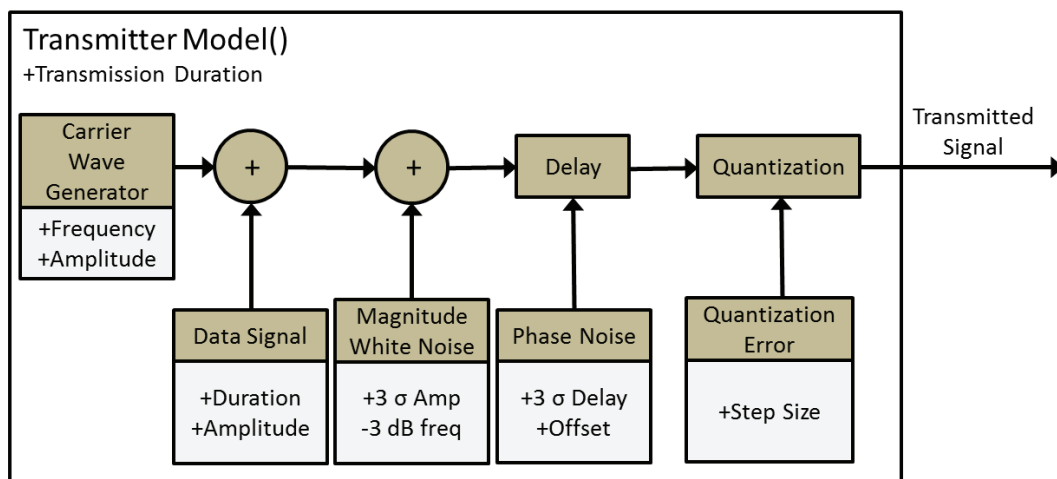 Transmitter Model()
+Transmission Duration
Carrier
Wave
Generator
+Frequency
+Amplitude
+
+
Delay
Quantization
Transmitted
Signal
Data Signal
+Duration
+Amplitude
Magnitude
White Noise
+3 σ Amp
-3 dB freq
Phase Noise
+3 σ Delay
+Offset
Quantization
Error
+Step Size